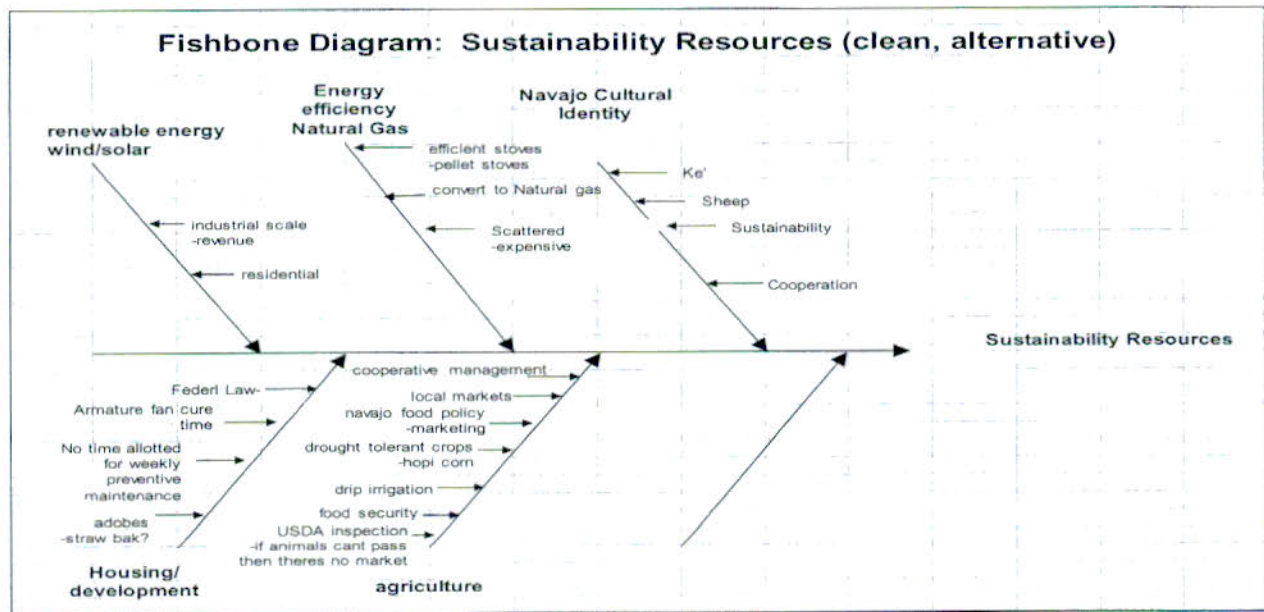 Fishbone Diagram: Sustainability Resources (clean, alternative)
renewable energy
wind/solar
industrial scale
-revenue
residential
Energy
efficiency
Natural Gas
efficient stoves
-pellet stoves
convert to Natural gas
Scattered
-expensive
Navajo Cultural
Identity
Ke'
Sheep
Sustainability
Cooperation
Sustainability Resources
Federl Law-
Armature fan cure
time
No time allotted
for weekly
preventive
maintenance
adobes
-straw bak?
Housing/
development
cooperative management
local markets
navajo food policy
-marketing
drought tolerant crops
-hopi corn
drip irrigation
food security
USDA inspection
-if animals cant pass
then theres no market
agriculture